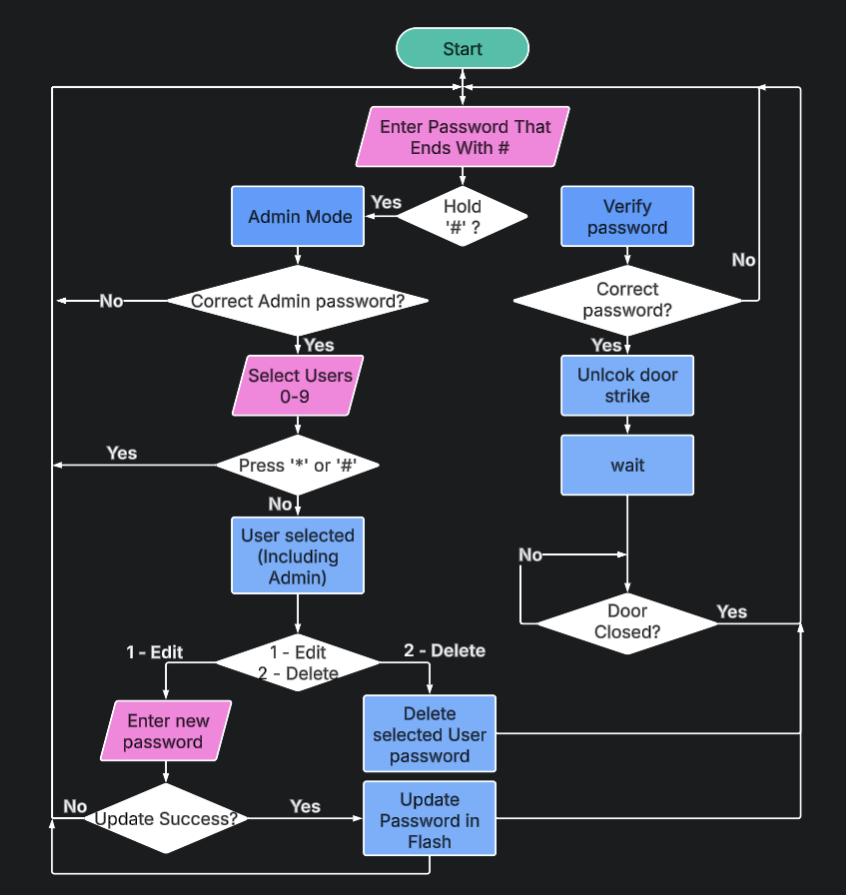 Start
Enter Password That
Ends With #
Hold
'#' ?
Yes
Admin Mode
Verify
password
No
Correct Admin password?
No
Correct
password?
Yes
Yes
Select Users
0-9
Unlcok door
strike
Press '*' or '#'
Yes
wait
No
User selected
(Including
Admin)
No
Door
Closed?
Yes
1 - Edit
1 - Edit
2 - Delete
2 - Delete
Enter new
password
Delete
selected User
password
No
Update Success?
Yes
Update
Password in
Flash